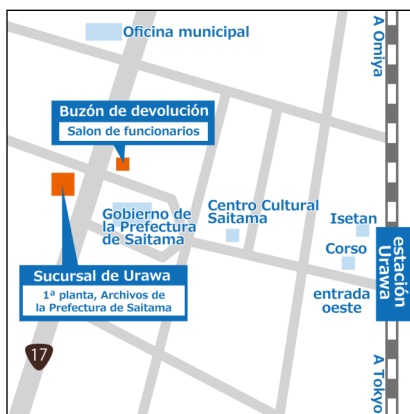 Oficina municipal
A Omiya
Buzón de devolución
Salon de funcionarios
Gobierno de
la Prefectura
de Saitama
Centro Cultural
Saitama
Isetan
Corso
estación
Urawa
entrada
oeste
Sucursal de Urawa
1ª planta, Archivos de
la Prefectura de Saitama
17
A Tokyo